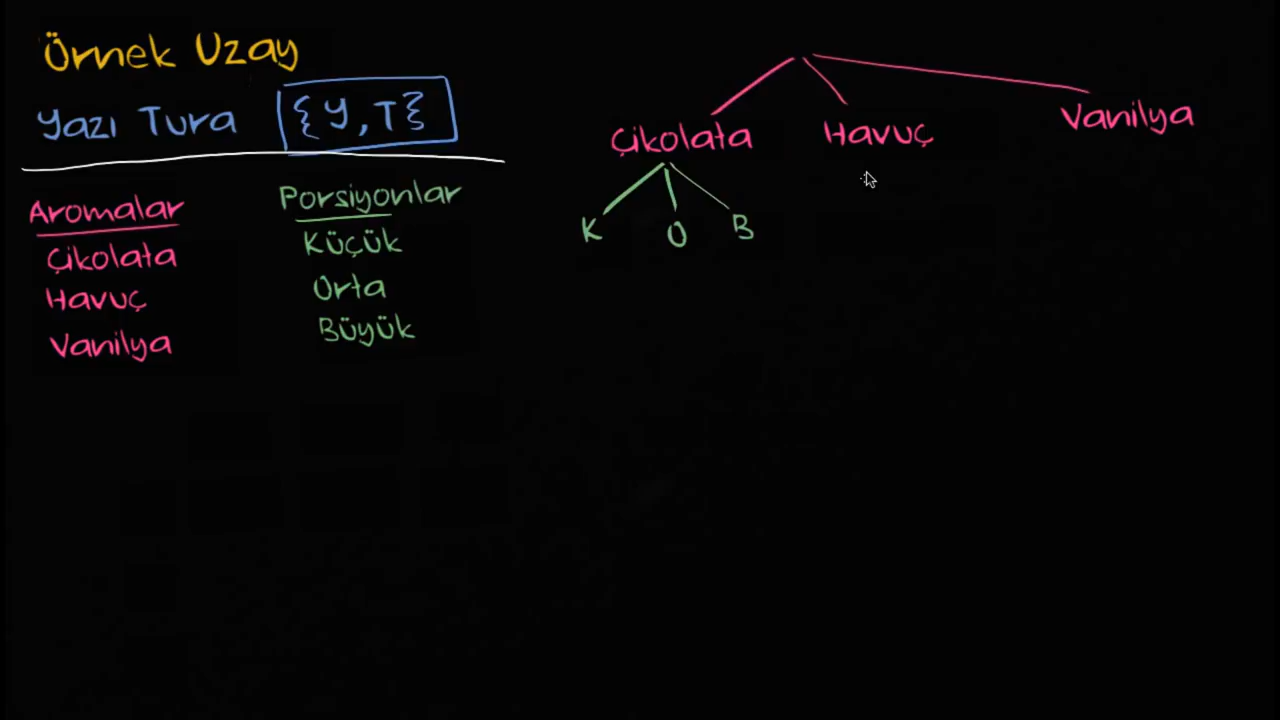 Örnek Uzay
Yazı Tura {Y, T}
Aromalar
Çikolata
Havuç
Vanilya
Porsiyonlar
Küçük
Orta
Büyük
Çikolata Havuç Vanilya
K O B